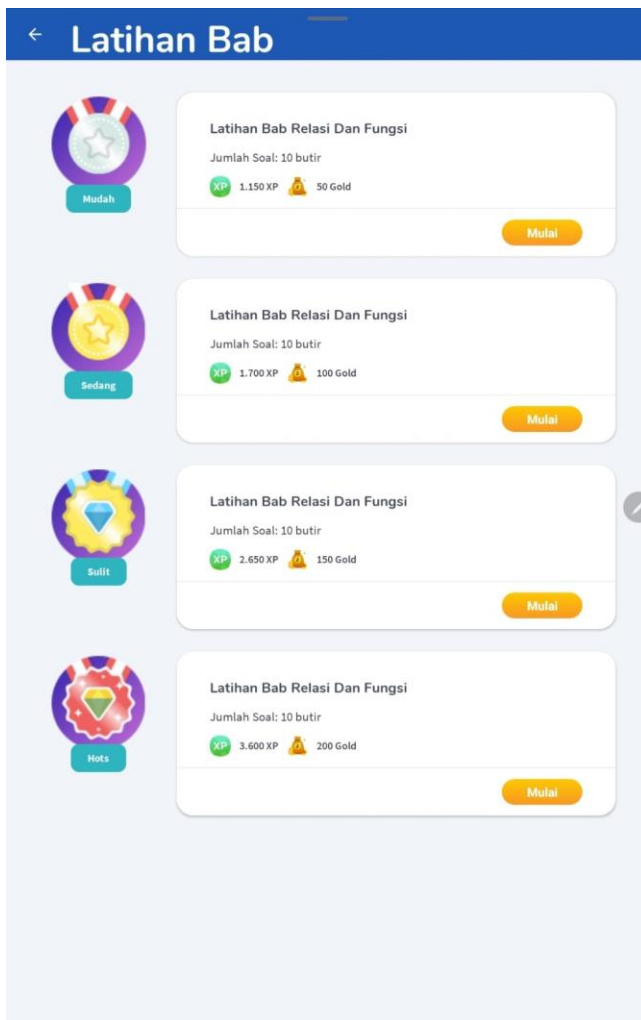 Latihan Bab
Mudah
Latihan Bab Relasi Dan Fungsi
Jumlah Soal: 10 butir
XP 1.150 XP 50 Gold
Mulai
Sedang
Latihan Bab Relasi Dan Fungsi
Jumlah Soal: 10 butir
XP 1.700 XP 100 Gold
Mulai
Sulit
Latihan Bab Relasi Dan Fungsi
Jumlah Soal: 10 butir
XP 2.650 XP 150 Gold
Mulai
Hots
Latihan Bab Relasi Dan Fungsi
Jumlah Soal: 10 butir
XP 3.600 XP 200 Gold
Mulai